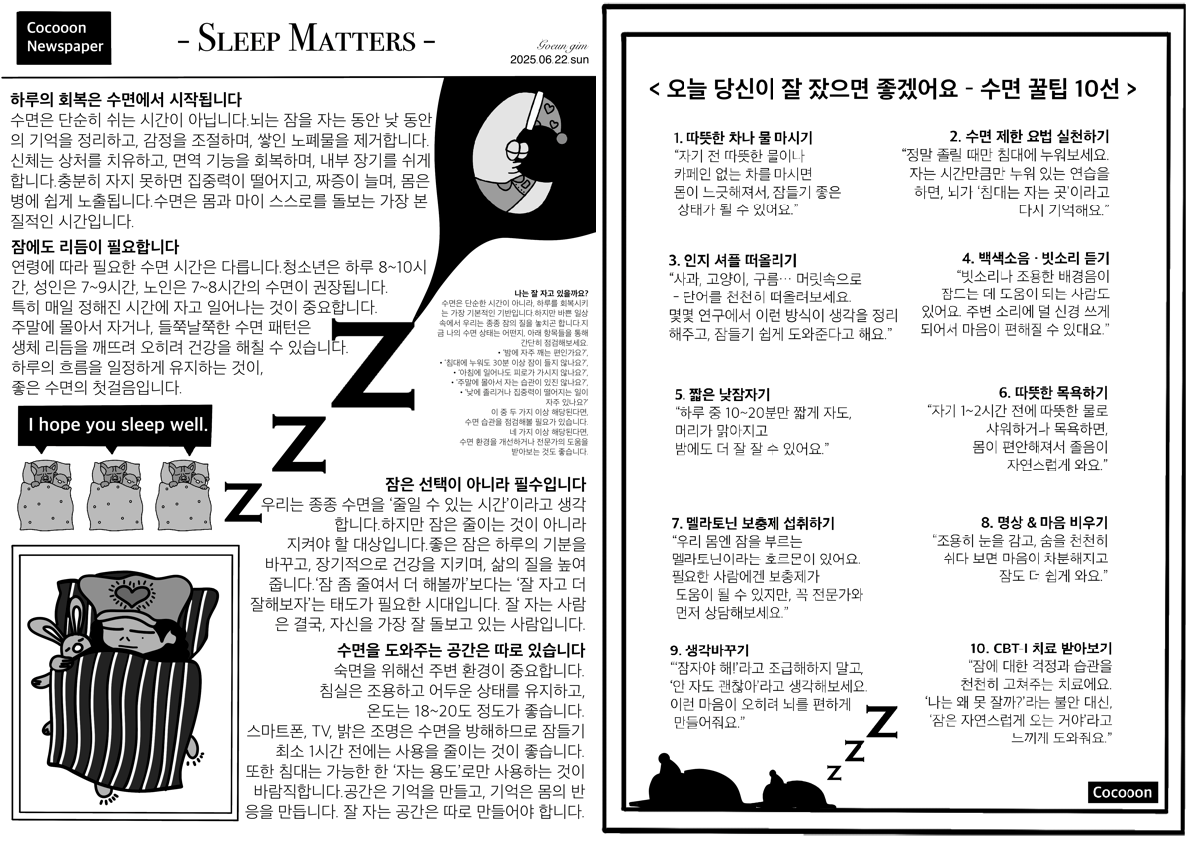 Cocooon
Newspaper
- SLEEP MATTERS -
Goeun gim
2025 06 22 sun
하루의 회복은 수면에서 시작됩니다
수면은 단순히 쉬는 시간이 아닙니다.뇌는 잠을 자는 동안 낮 동안
의 기억을 정리하고, 감정을 조절하며, 쌓인 노폐물을 제거합니다.
신체는 상처를 치유하고, 면역 기능을 회복하며, 내부 장기를 쉬게
합니다.충분히 자지 못하면 집중력이 떨어지고, 짜증이 늘며, 몸은
병에 쉽게 노출됩니다.수면은 몸과 마이 스스로를 돌보는 가장 본
질적인 시간입니다.
잠에도 리듬이 필요합니다
연령에 따라 필요한 수면 시간은 다릅니다.청소년은 하루 8~10시
간, 성인은 7~9시간, 노인은 7~8시간의 수면이 권장됩니다.
특히 매일 정해진 시간에 자고 일어나는 것이 중요합니다.
주말에 몰아서 자거나, 들쭉날쭉한 수면 패턴은
생체 리듬을 깨뜨려 오히려 건강을 해칠 수 있습니다.
하루의 흐름을 일정하게 유지하는 것이,
좋은 수면의 첫걸음입니다.
I hope you sleep well.
Z
Z
Z
나는 잘 자고 있을까요?
수면은 단순한 시간이 아니라, 하루를 회복시키
는 가장 기본적인 기반입니다.하지만 바쁜 일상
속에서 우리는 종종 잠의 질을 놓치곤 합니다.지
금 나의 수면 상태는 어떤지, 아래 항목들을 통해
간단히 점검해보세요.
• ‘밤에 자주 깨는 편인가요?’,
• ‘침대에 누워도 30분 이상 잠이 들지 않나요?’,
• ‘아침에 일어나도 피로가 가시지 않나요?’,
• ‘주말에 몰아서 자는 습관이 있진 않나요?’,
• ‘낮에 졸리거나 집중력이 떨어지는 일이
자주 있나요?’
이 중 두 가지 이상 해당된다면,
수면 습관을 점검해볼 필요가 있습니다.
네 가지 이상 해당된다면,
수면 환경을 개선하거나 전문가의 도움을
받아보는 것도 좋습니다.
잠은 선택이 아니라 필수입니다
우리는 종종 수면을 ‘줄일 수 있는 시간’이라고 생각
합니다.하지만 잠은 줄이는 것이 아니라
지켜야 할 대상입니다.좋은 잠은 하루의 기분을
바꾸고, 장기적으로 건강을 지키며, 삶의 질을 높여
줍니다.‘잠 좀 줄여서 더 해볼까’보다는 ‘잘 자고 더
잘해보자’는 태도가 필요한 시대입니다. 잘 자는 사람
은 결국, 자신을 가장 잘 돌보고 있는 사람입니다.
수면을 도와주는 공간은 따로 있습니다
숙면을 위해선 주변 환경이 중요합니다.
침실은 조용하고 어두운 상태를 유지하고,
온도는 18~20도 정도가 좋습니다.
스마트폰, TV, 밝은 조명은 수면을 방해하므로 잠들기
최소 1시간 전에는 사용을 줄이는 것이 좋습니다.
또한 침대는 가능한 한 ‘자는 용도’로만 사용하는 것이
바람직합니다.공간은 기억을 만들고, 기억은 몸의 반
응을 만듭니다. 잘 자는 공간은 따로 만들어야 합니다.
< 오늘 당신이 잘 잤으면 좋겠어요 - 수면 꿀팁 10선 >
1. 따뜻한 차나 물 마시기
“자기 전 따뜻한 물이나
카페인 없는 차를 마시면
몸이 느긋해져서, 잠들기 좋은
상태가 될 수 있어요.”
2. 수면 제한 요법 실천하기
“정말 졸릴 때만 침대에 누워보세요.
자는 시간만큼만 누워 있는 연습을
하면, 뇌가 ‘침대는 자는 곳’이라고
다시 기억해요.”
3. 인지 셔플 떠올리기
“사과, 고양이, 구름… 머릿속으로
- 단어를 천천히 떠올려보세요.
몇몇 연구에서 이런 방식이 생각을 정리
해주고, 잠들기 쉽게 도와준다고 해요.”
4. 백색소음 · 빗소리 듣기
“빗소리나 조용한 배경음이
잠드는 데 도움이 되는 사람도
있어요. 주변 소리에 덜 신경 쓰게
되어서 마음이 편해질 수 있대요.”
5. 짧은 낮잠자기
“하루 중 10~20분만 짧게 자도,
머리가 맑아지고
밤에도 더 잘 잘 수 있어요.”
6. 따뜻한 목욕하기
“자기 1~2시간 전에 따뜻한 물로
샤워하거나 목욕하면,
몸이 편안해져서 졸음이
자연스럽게 와요.”
7. 멜라토닌 보충제 섭취하기
“우리 몸엔 잠을 부르는
멜라토닌이라는 호르몬이 있어요.
필요한 사람에겐 보충제가
도움이 될 수 있지만, 꼭 전문가와
먼저 상담해보세요.”
8. 명상 & 마음 비우기
“조용히 눈을 감고, 숨을 천천히
쉬다 보면 마음이 차분해지고
잠도 더 쉽게 와요.”
9. 생각바꾸기
“‘잠자야 해!’라고 조급해하지 말고,
‘안 자도 괜찮아’라고 생각해보세요.
이런 마음이 오히려 뇌를 편하게
만들어줘요.”
10. CBT-I 치료 받아보기
“잠에 대한 걱정과 습관을
천천히 고쳐주는 치료에요.
‘나는 왜 못 잘까?’라는 불안 대신,
‘잠은 자연스럽게 오는 거야’라고
느끼게 도와줘요.”
Z
Z
Z
Cocooon